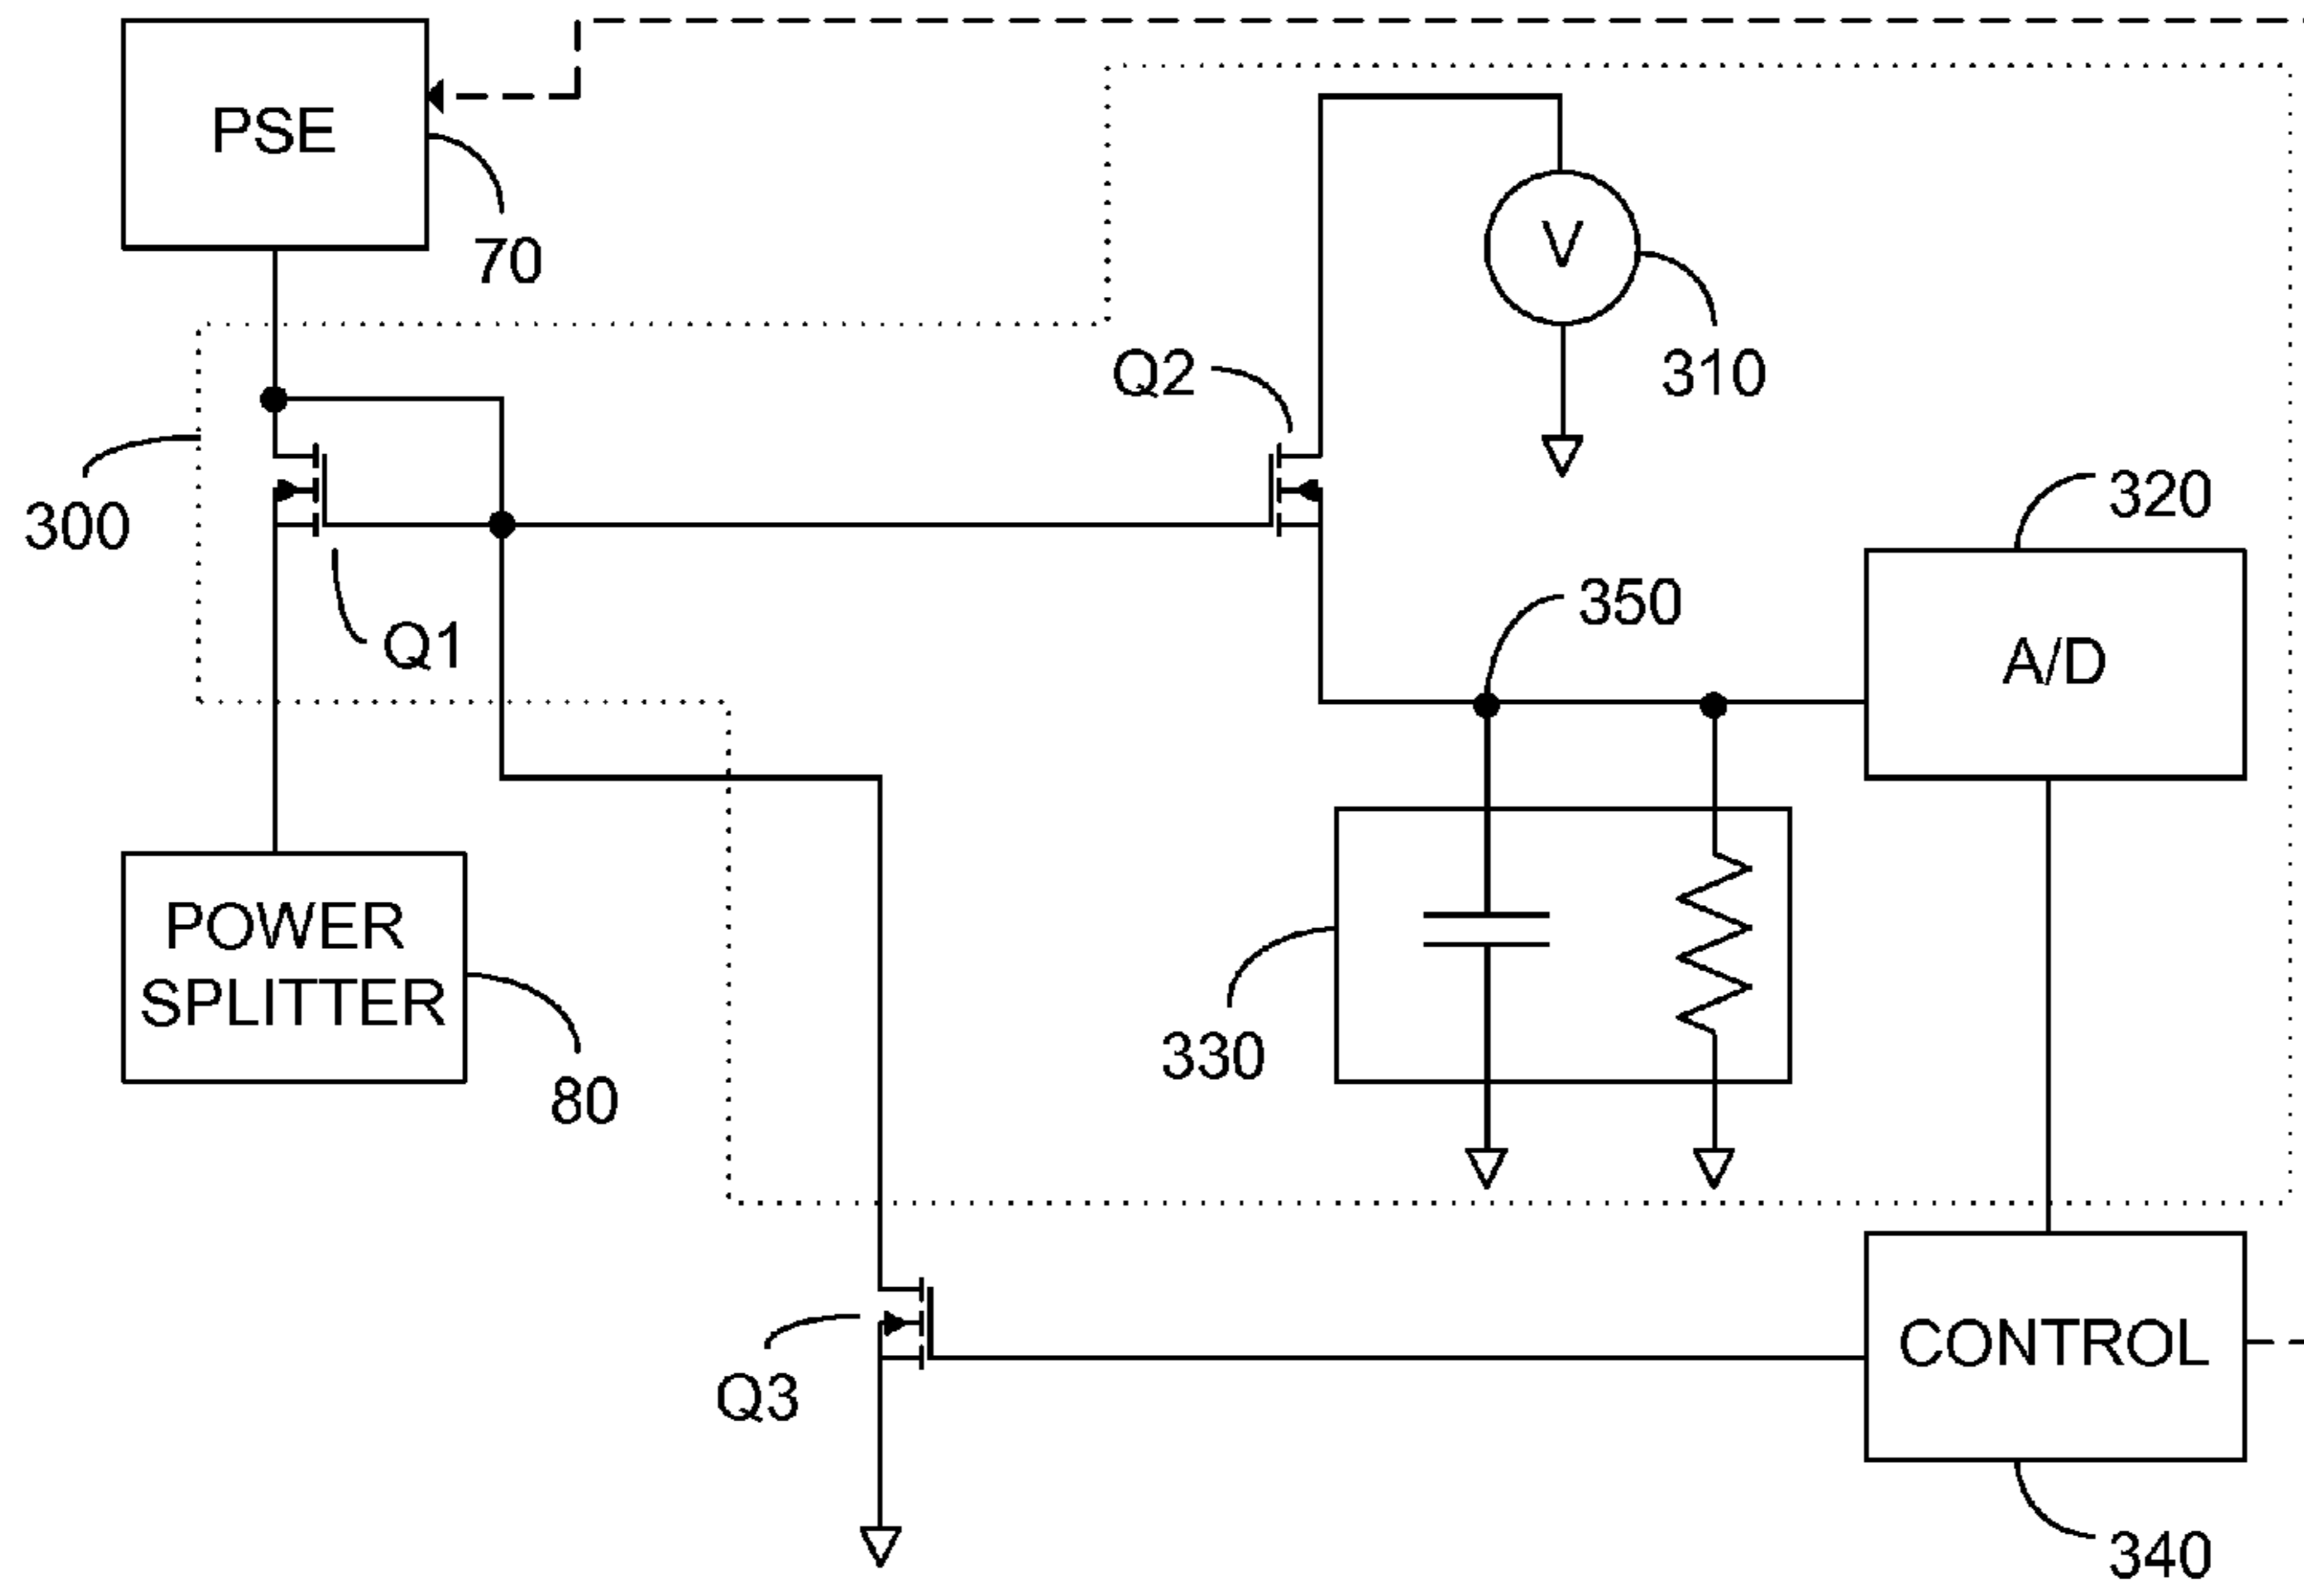 PSE
70
V
310
Q2
300
Q1
320
350
A/D
POWER
SPLITTER
80
330
Q3
CONTROL
340